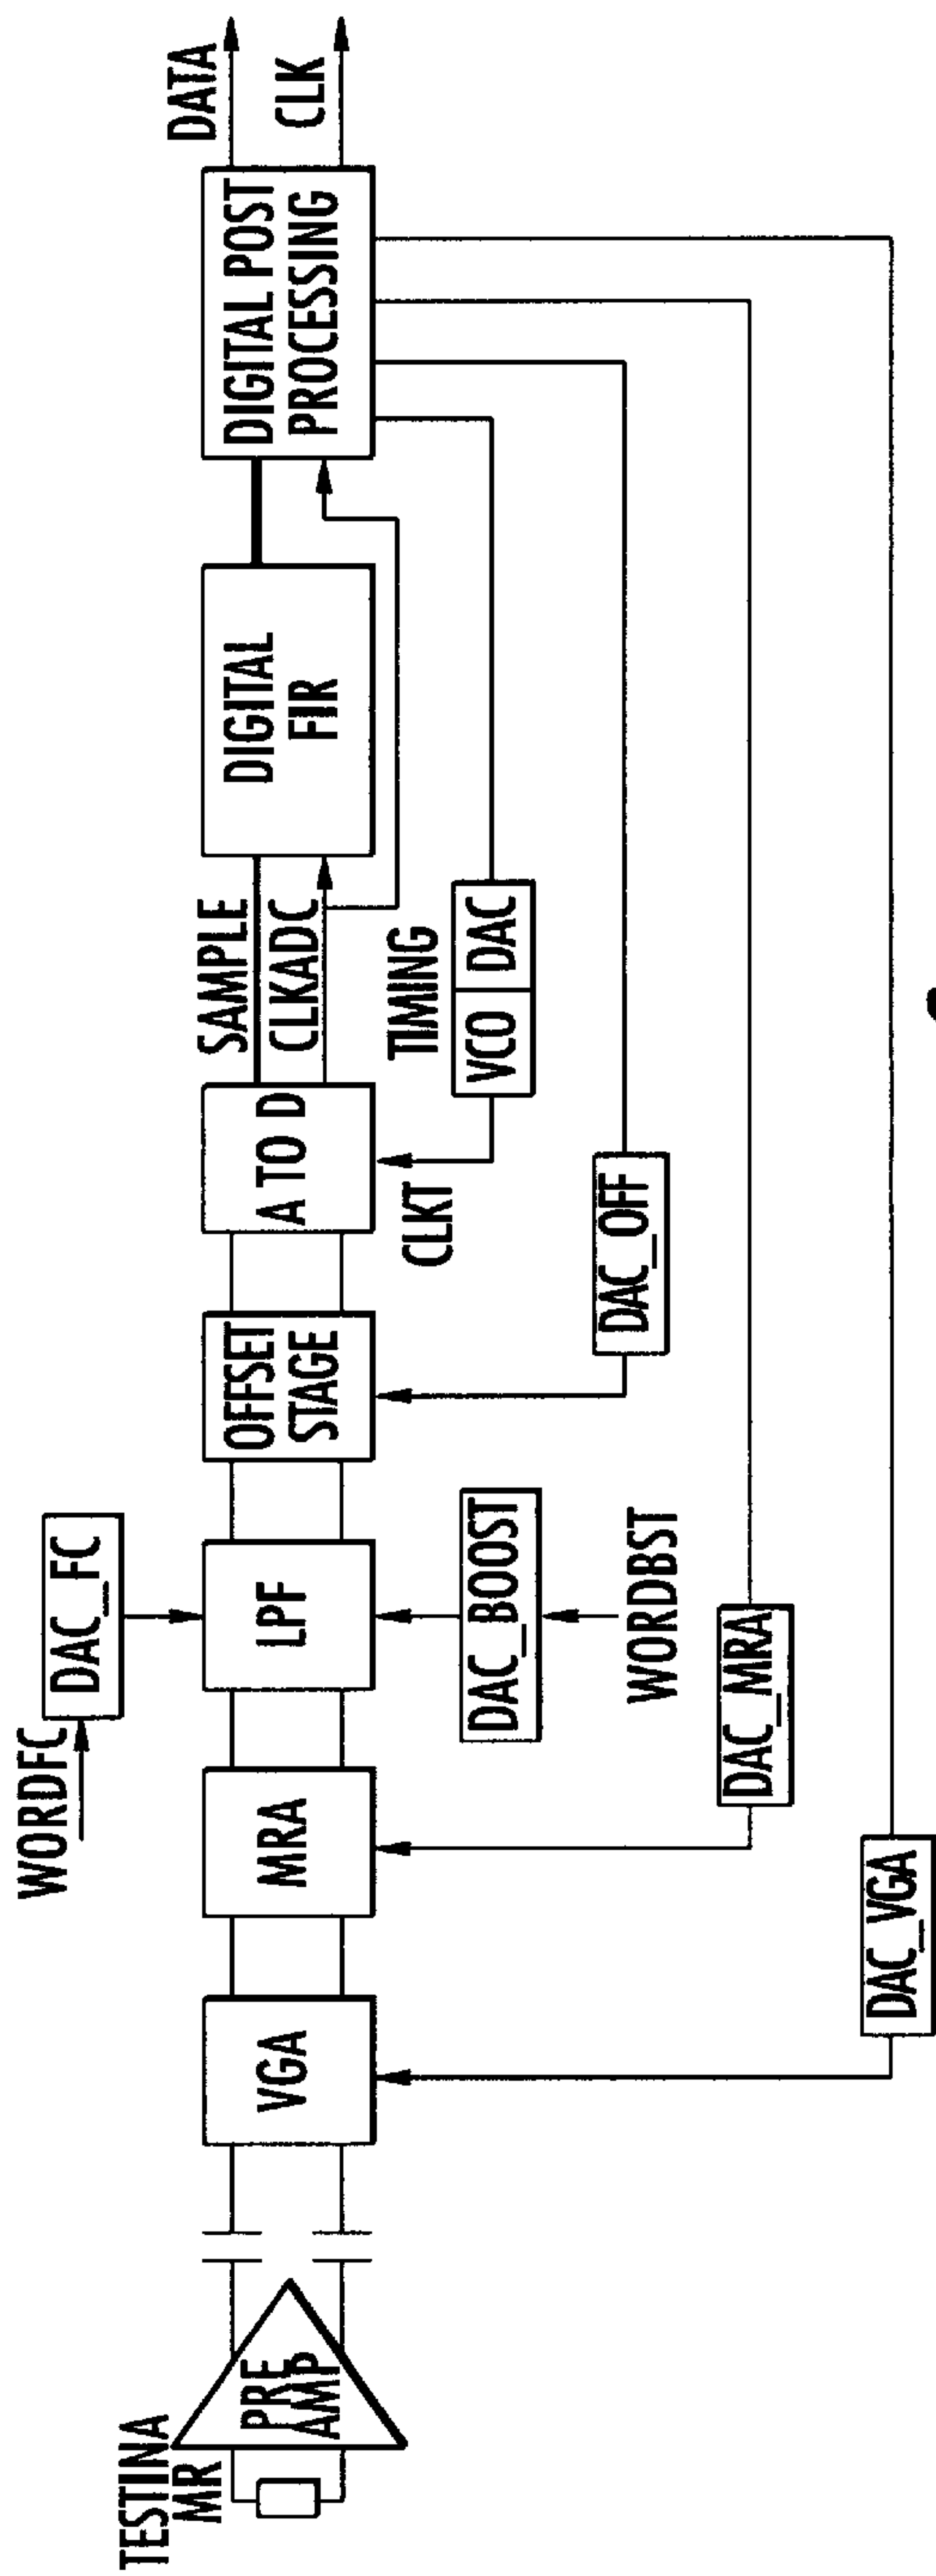 TESTINA
MR
PRE
AMP
VGA
MRA
LPF
OFFSET
STAGE
A TO D
SAMPLE
CLKADC
DIGITAL
FIR
DIGITAL POST
PROCESSING
DATA
CLK
WORDFC
DAC_FC
DAC_BOOST
WORDBST
CLKT
TIMING
VCO
DAC
DAC_OFF
DAC_MRA
DAC_VGA